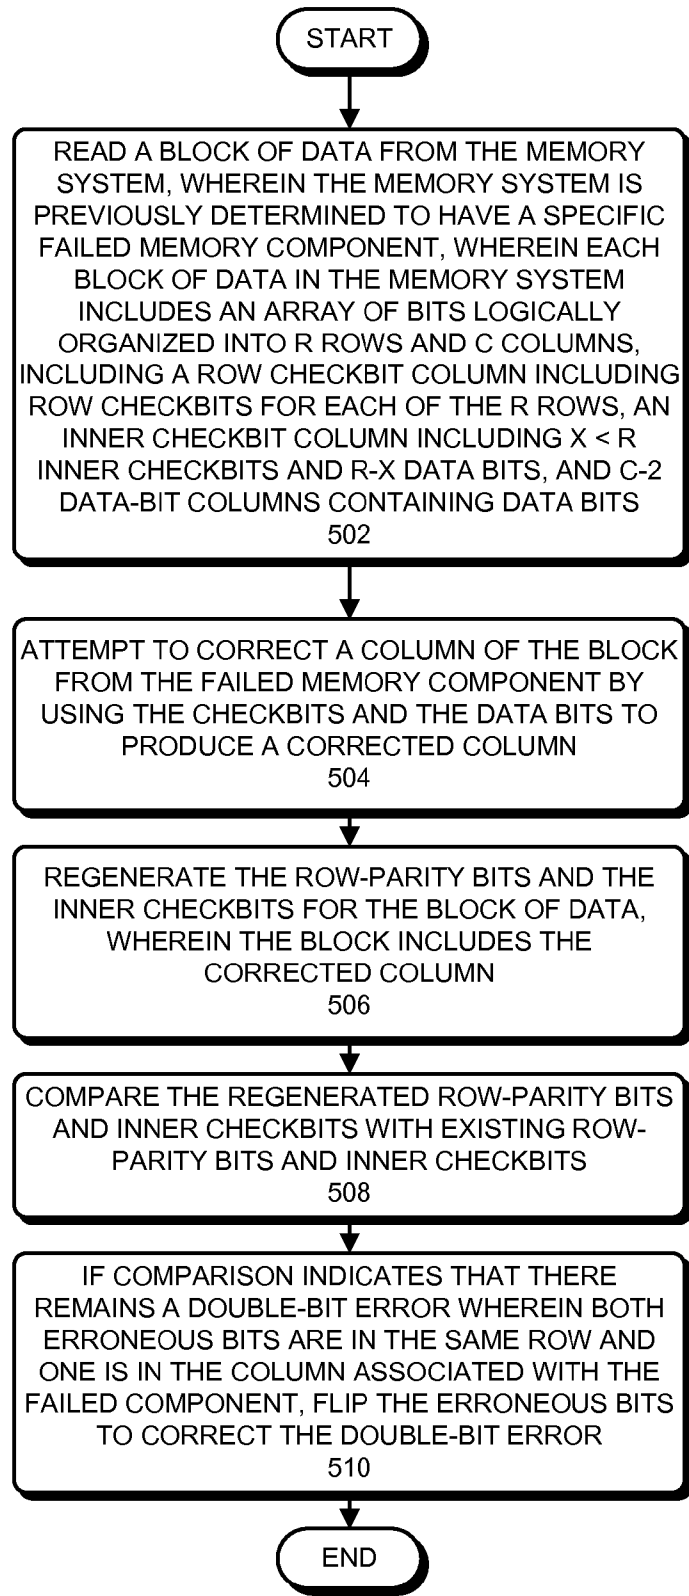 START
READ A BLOCK OF DATA FROM THE MEMORY
SYSTEM, WHEREIN THE MEMORY SYSTEM IS
PREVIOUSLY DETERMINED TO HAVE A SPECIFIC
FAILED MEMORY COMPONENT, WHEREIN EACH
BLOCK OF DATA IN THE MEMORY SYSTEM
INCLUDES AN ARRAY OF BITS LOGICALLY
ORGANIZED INTO R ROWS AND C COLUMNS,
INCLUDING A ROW CHECKBIT COLUMN INCLUDING
ROW CHECKBITS FOR EACH OF THE R ROWS, AN
INNER CHECKBIT COLUMN INCLUDING X < R
INNER CHECKBITS AND R-X DATA BITS, AND C-2
DATA-BIT COLUMNS CONTAINING DATA BITS
502
ATTEMPT TO CORRECT A COLUMN OF THE BLOCK
FROM THE FAILED MEMORY COMPONENT BY
USING THE CHECKBITS AND THE DATA BITS TO
PRODUCE A CORRECTED COLUMN
504
REGENERATE THE ROW-PARITY BITS AND THE
INNER CHECKBITS FOR THE BLOCK OF DATA,
WHEREIN THE BLOCK INCLUDES THE
CORRECTED COLUMN
506
COMPARE THE REGENERATED ROW-PARITY BITS
AND INNER CHECKBITS WITH EXISTING ROW-
PARITY BITS AND INNER CHECKBITS
508
IF COMPARISON INDICATES THAT THERE
REMAINS A DOUBLE-BIT ERROR WHEREIN BOTH
ERRONEOUS BITS ARE IN THE SAME ROW AND
ONE IS IN THE COLUMN ASSOCIATED WITH THE
FAILED COMPONENT, FLIP THE ERRONEOUS BITS
TO CORRECT THE DOUBLE-BIT ERROR
510
END